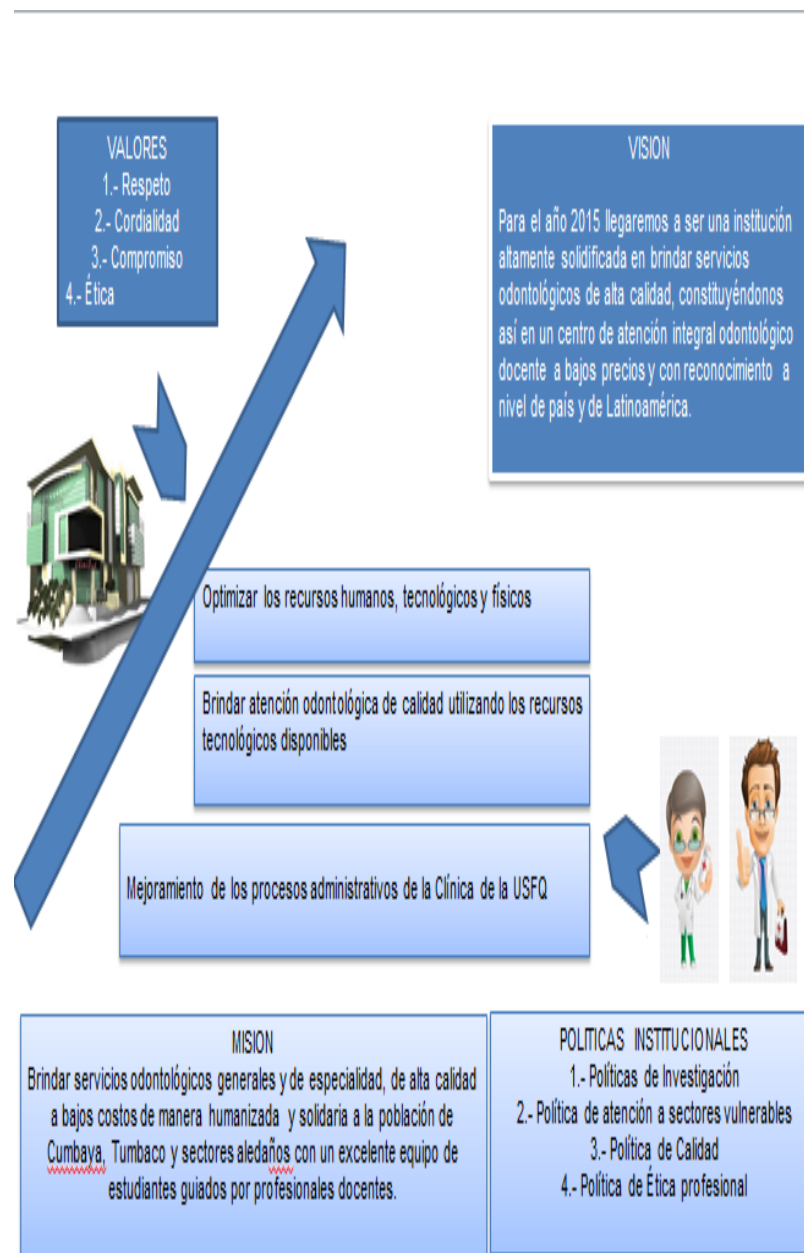 VALORES
1.- Respeto
2.- Cordialidad
3.- Compromiso
4.- Ética
VISION
Para el año 2015 llegaremos a ser una institución
altamente solidificada en brindar servicios
odontológicos de alta calidad, constituyéndonos
así en un centro de atención integral odontológico
docente a bajos precios y con reconocimiento a
nivel de país y de Latinoamérica.
Optimizar los recursos humanos, tecnológicos y físicos
Brindar atención odontológica de calidad utilizando los recursos
tecnológicos disponibles
Mejoramiento de los procesos administrativos de la Clínica de la USFQ
MISION
Brindar servicios odontológicos generales y de especialidad, de alta calidad
a bajos costos de manera humanizada y solidaria a la población de
Cumbaya, Tumbaco y sectores aledaños con un excelente equipo de
estudiantes guiados por profesionales docentes.
POLITICAS INSTITUCIONALES
1.- Políticas de Investigación
2.- Política de atención a sectores vulnerables
3.- Política de Calidad
4.- Política de Ética profesional